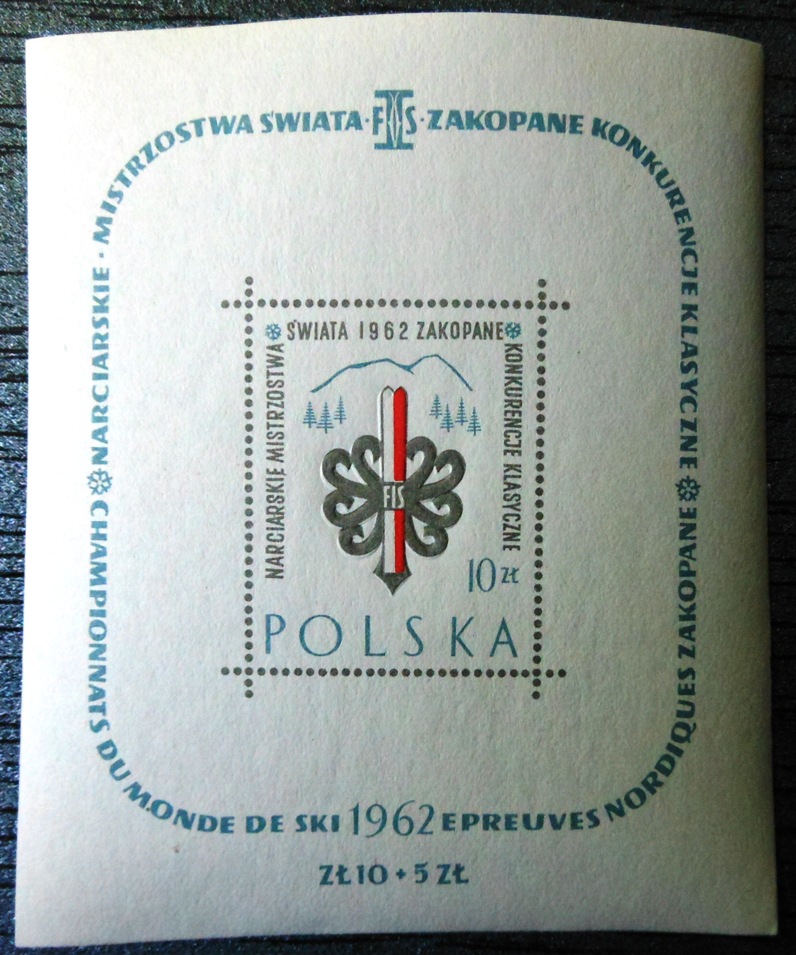 NARCIARSKIE · MISTRZOSTWA ŚWIATA · FIS · ZAKOPANE KONKURENCJE KLASYCZNE
CHAMPIONNATS DU MONDE DE SKI 1962 EPREUVES NORDIQUES ZAKOPANE
NARCIARSKIE MISTRZOSTWA
ŚWIATA 1962 ZAKOPANE
KONKURENCJE KLASYCZNE
FIS
10 ZŁ
POLSKA
ZŁ 10 + 5 ZŁ